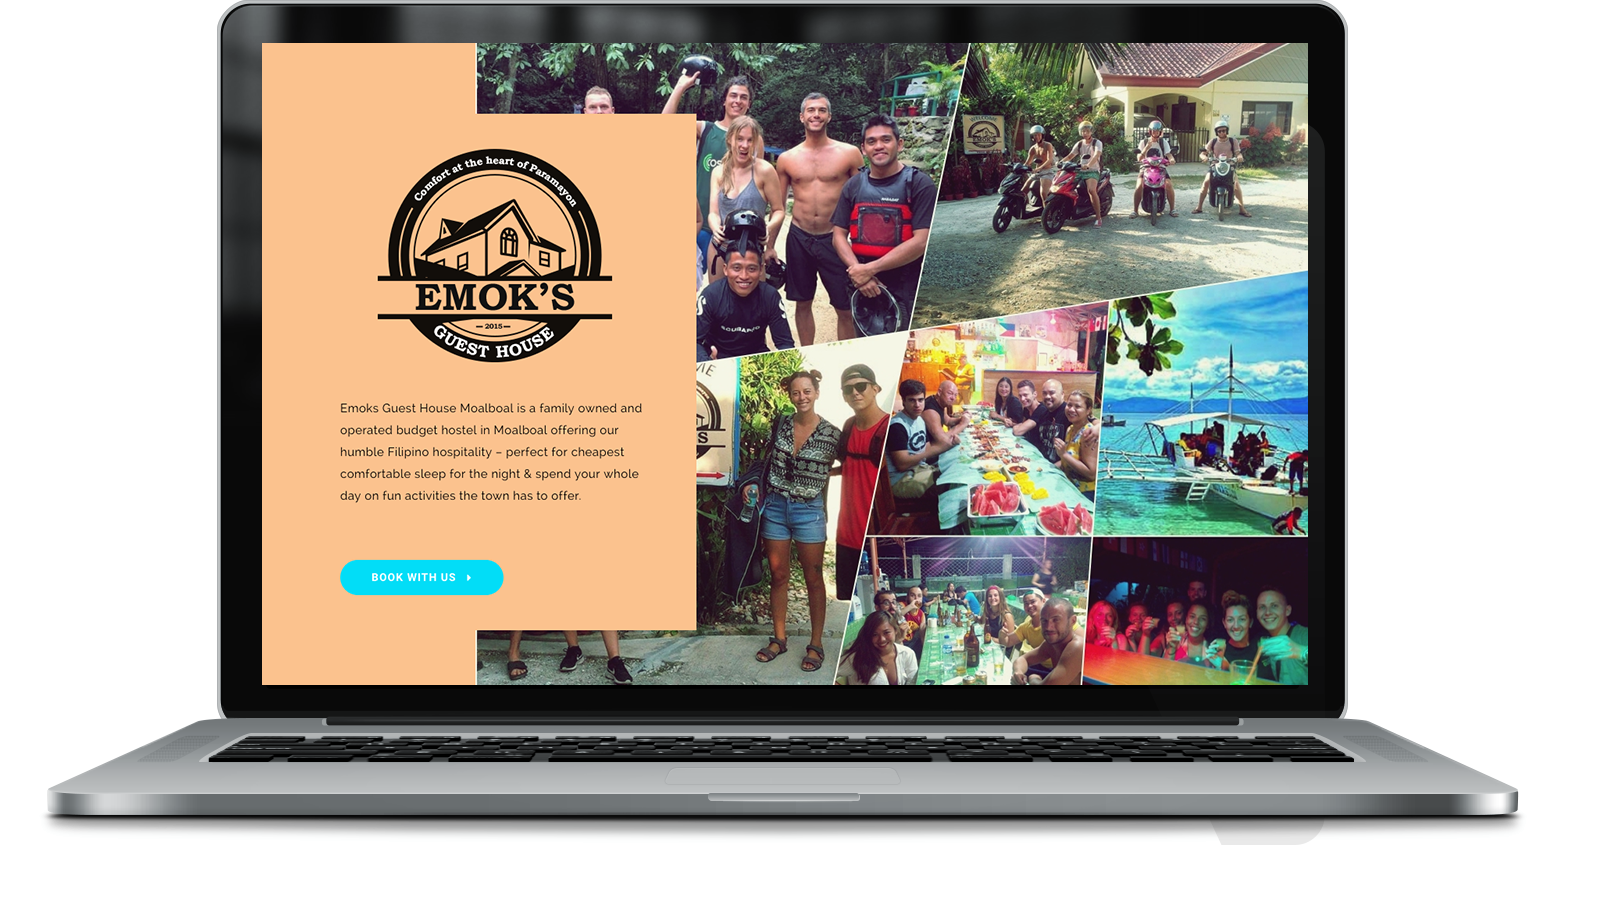 Comfort at the heart of Paramayon
EMOK'S
2015
GUEST HOUSE
Emoks Guest House Moalboal is a family owned and
operated budget hostel in Moalboal offering our
humble Filipino hospitality – perfect for cheapest
comfortable sleep for the night & spend your whole
day on fun activities the town has to offer.
BOOK WITH US
WELCOME